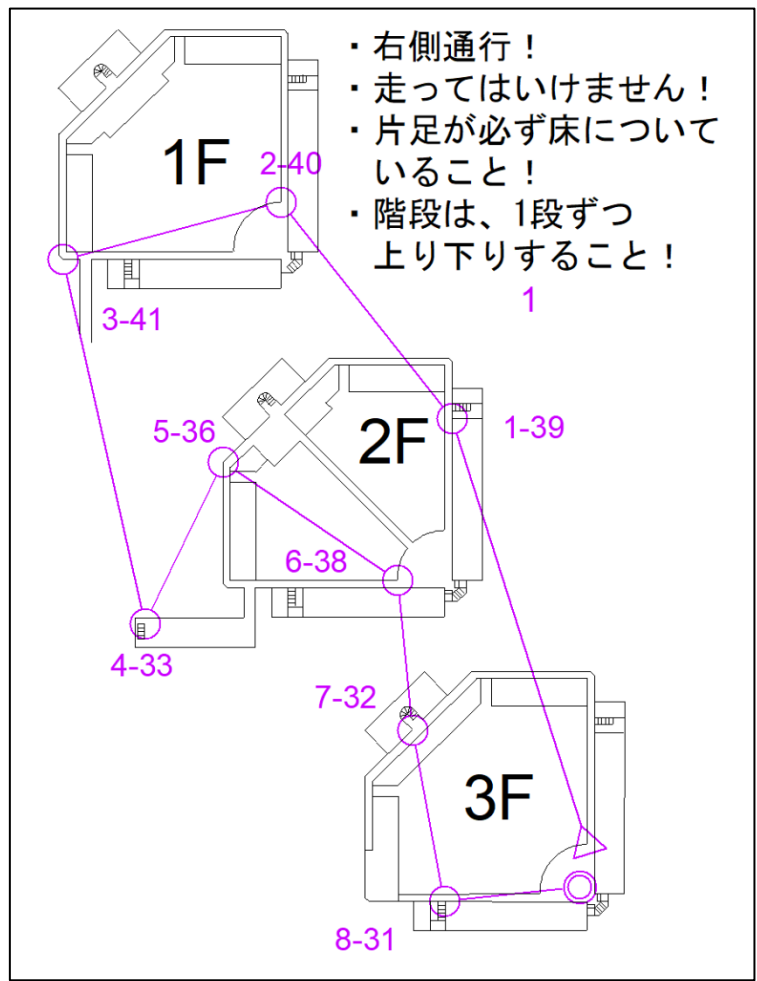 ・右側通行！
・走ってはいけません！
・片足が必ず床について
いること！
・階段は、1段ずつ
上り下りすること！
1
1F
2-40
3-41
2F
5-36
1-39
6-38
4-33
7-32
3F
8-31